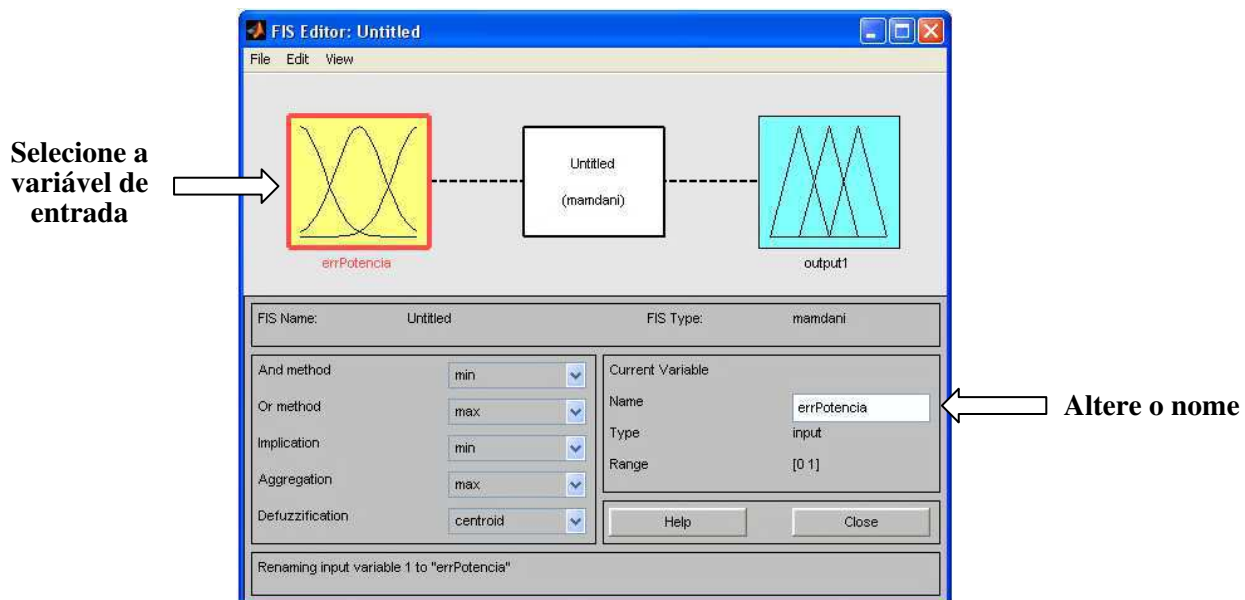 FIS Editor: Untitled
File Edit View
Selecione a
variável de
entrada
Untitled
(mamdani)
errPotencia
output1
FIS Name: Untitled FIS Type: mamdani
And method min
Or method max
Implication min
Aggregation max
Defuzzification centroid
Current Variable
Name errPotencia
Type input
Range [0 1]
Altere o nome
Help Close
Renaming input variable 1 to "errPotencia"